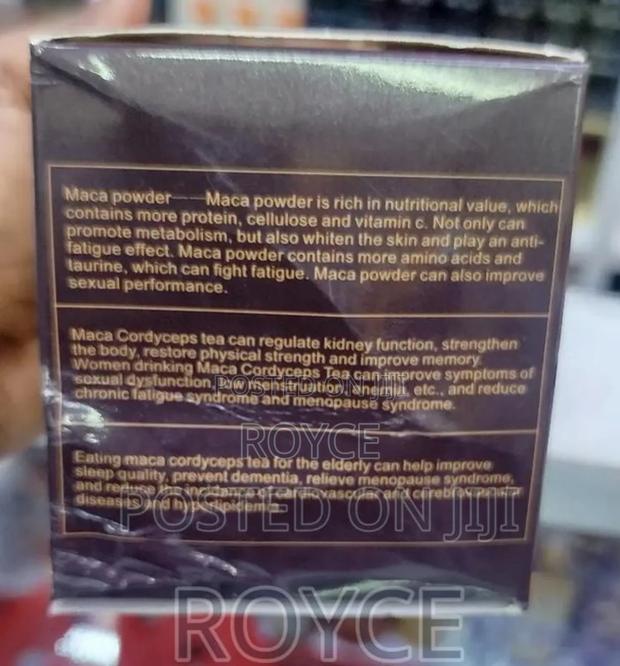 Maca powder—— Maca powder is rich in nutritional value, which
contains more protein, cellulose and vitamin c. Not only can
promote metabolism, but also whiten the skin and play an anti-
fatigue effect. Maca powder contains more amino acids and
taurine, which can fight fatigue. Maca powder can also improve
sexual performance.
Maca Cordyceps tea can regulate kidney function, strengthen
the body, restore physical strength and improve memory.
Women drinking Maca Cordyceps Tea can improve symptoms of
sexual dysfunction, etc., and reduce
chronic fatigue syndrome and menopause syndrome.
POSTED ON JIJI
ROYCE
Eating maca cordyceps tea for the elderly can help improve
sleep quality, prevent dementia, relieve menopause syndrome,
and reduce the incidence of cardiovascular and cerebrovascular
diseases and hyperlipidemia.
POSTED ON JIJI
ROYCE